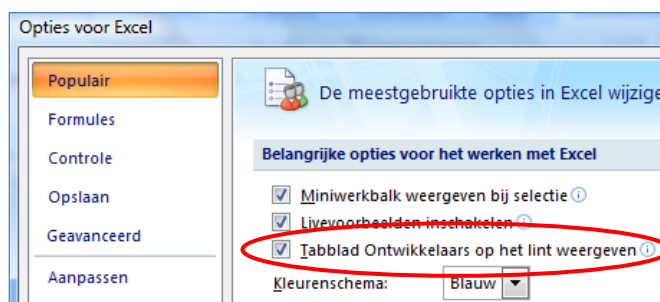 Opties voor Excel
Populair
Formules
Controle
Opslaan
Geavanceerd
Aanpassen
De meestgebruikte opties in Excel wijzige
Belangrijke opties voor het werken met Excel
Miniwerkbalk weergeven bij selectie
Livevoorbeelden inschakelen
Tabblad Ontwikkelaars op het lint weergeven
Kleurenschema: Blauw